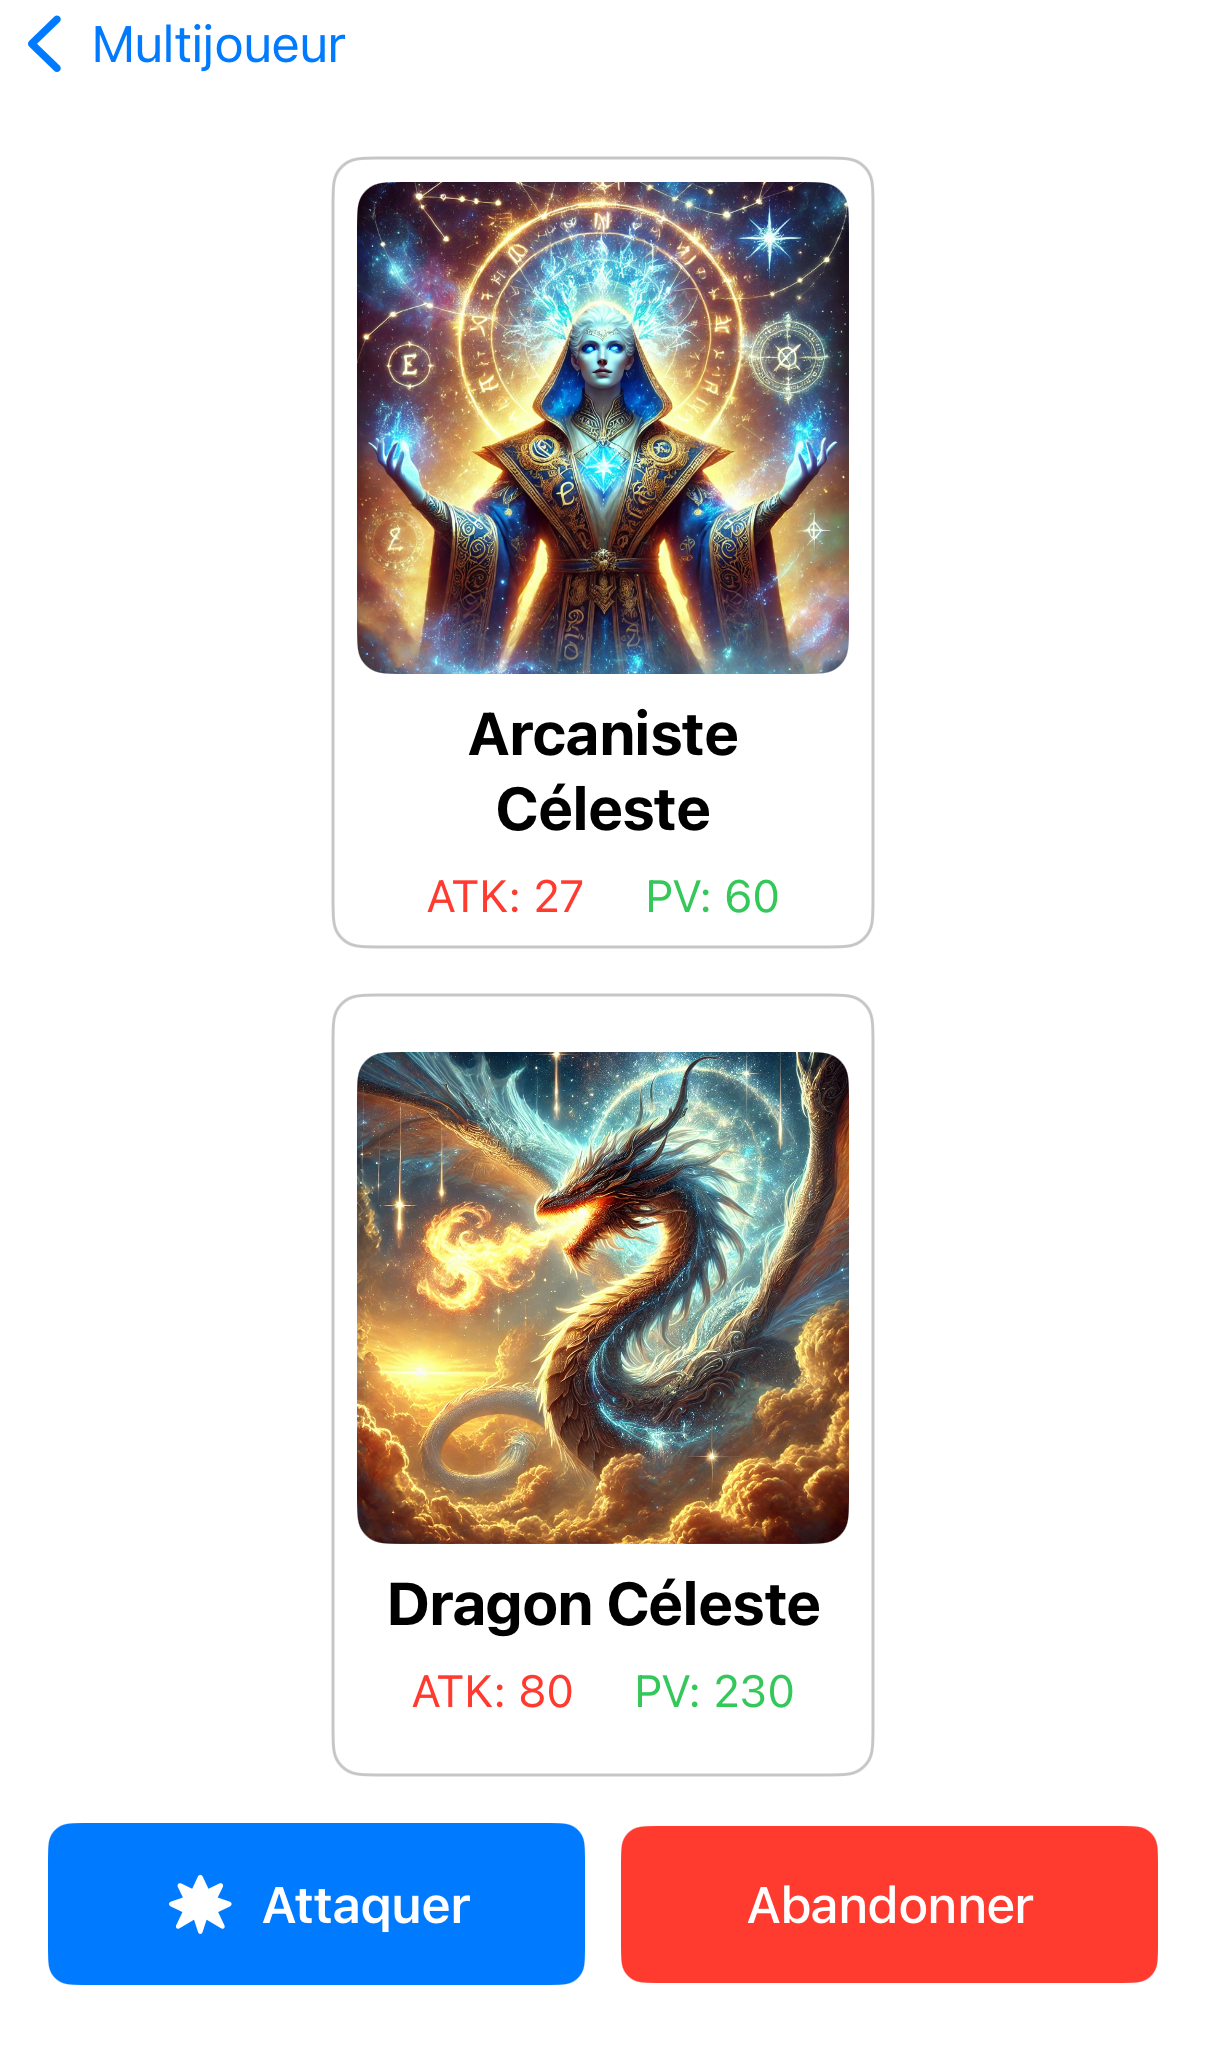 Multijoueur
Arcaniste
Céleste
ATK: 27 PV: 60
Dragon Céleste
ATK: 80 PV: 230
Attaquer
Abandonner